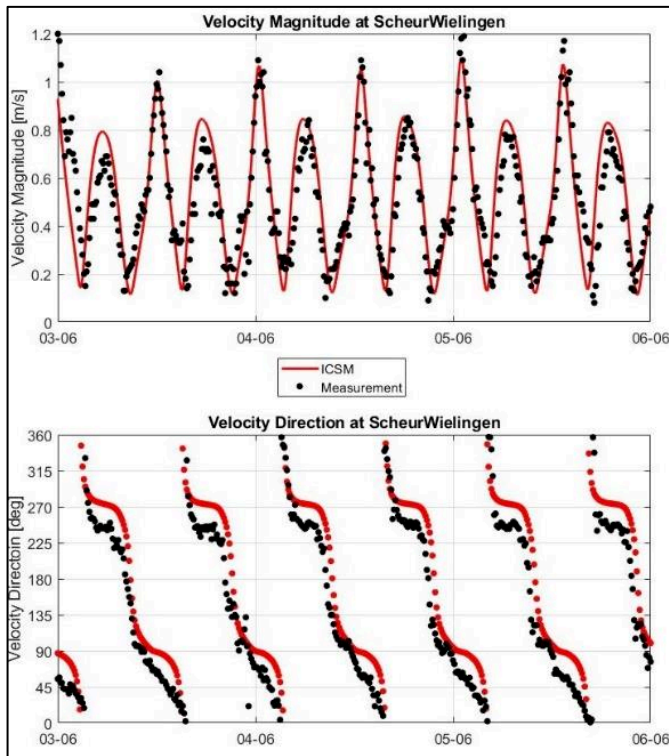 Velocity Magnitude at ScheurWielingen
Velocity Magnitude [m/s]
1.2
1
0.8
0.6
0.4
0.2
0
03-06 04-06 05-06 06-06
ICSM
Measurement
Velocity Direction at ScheurWielingen
Velocity Directoin [deg]
360
315
270
225
180
135
90
45
0
03-06 04-06 05-06 06-06